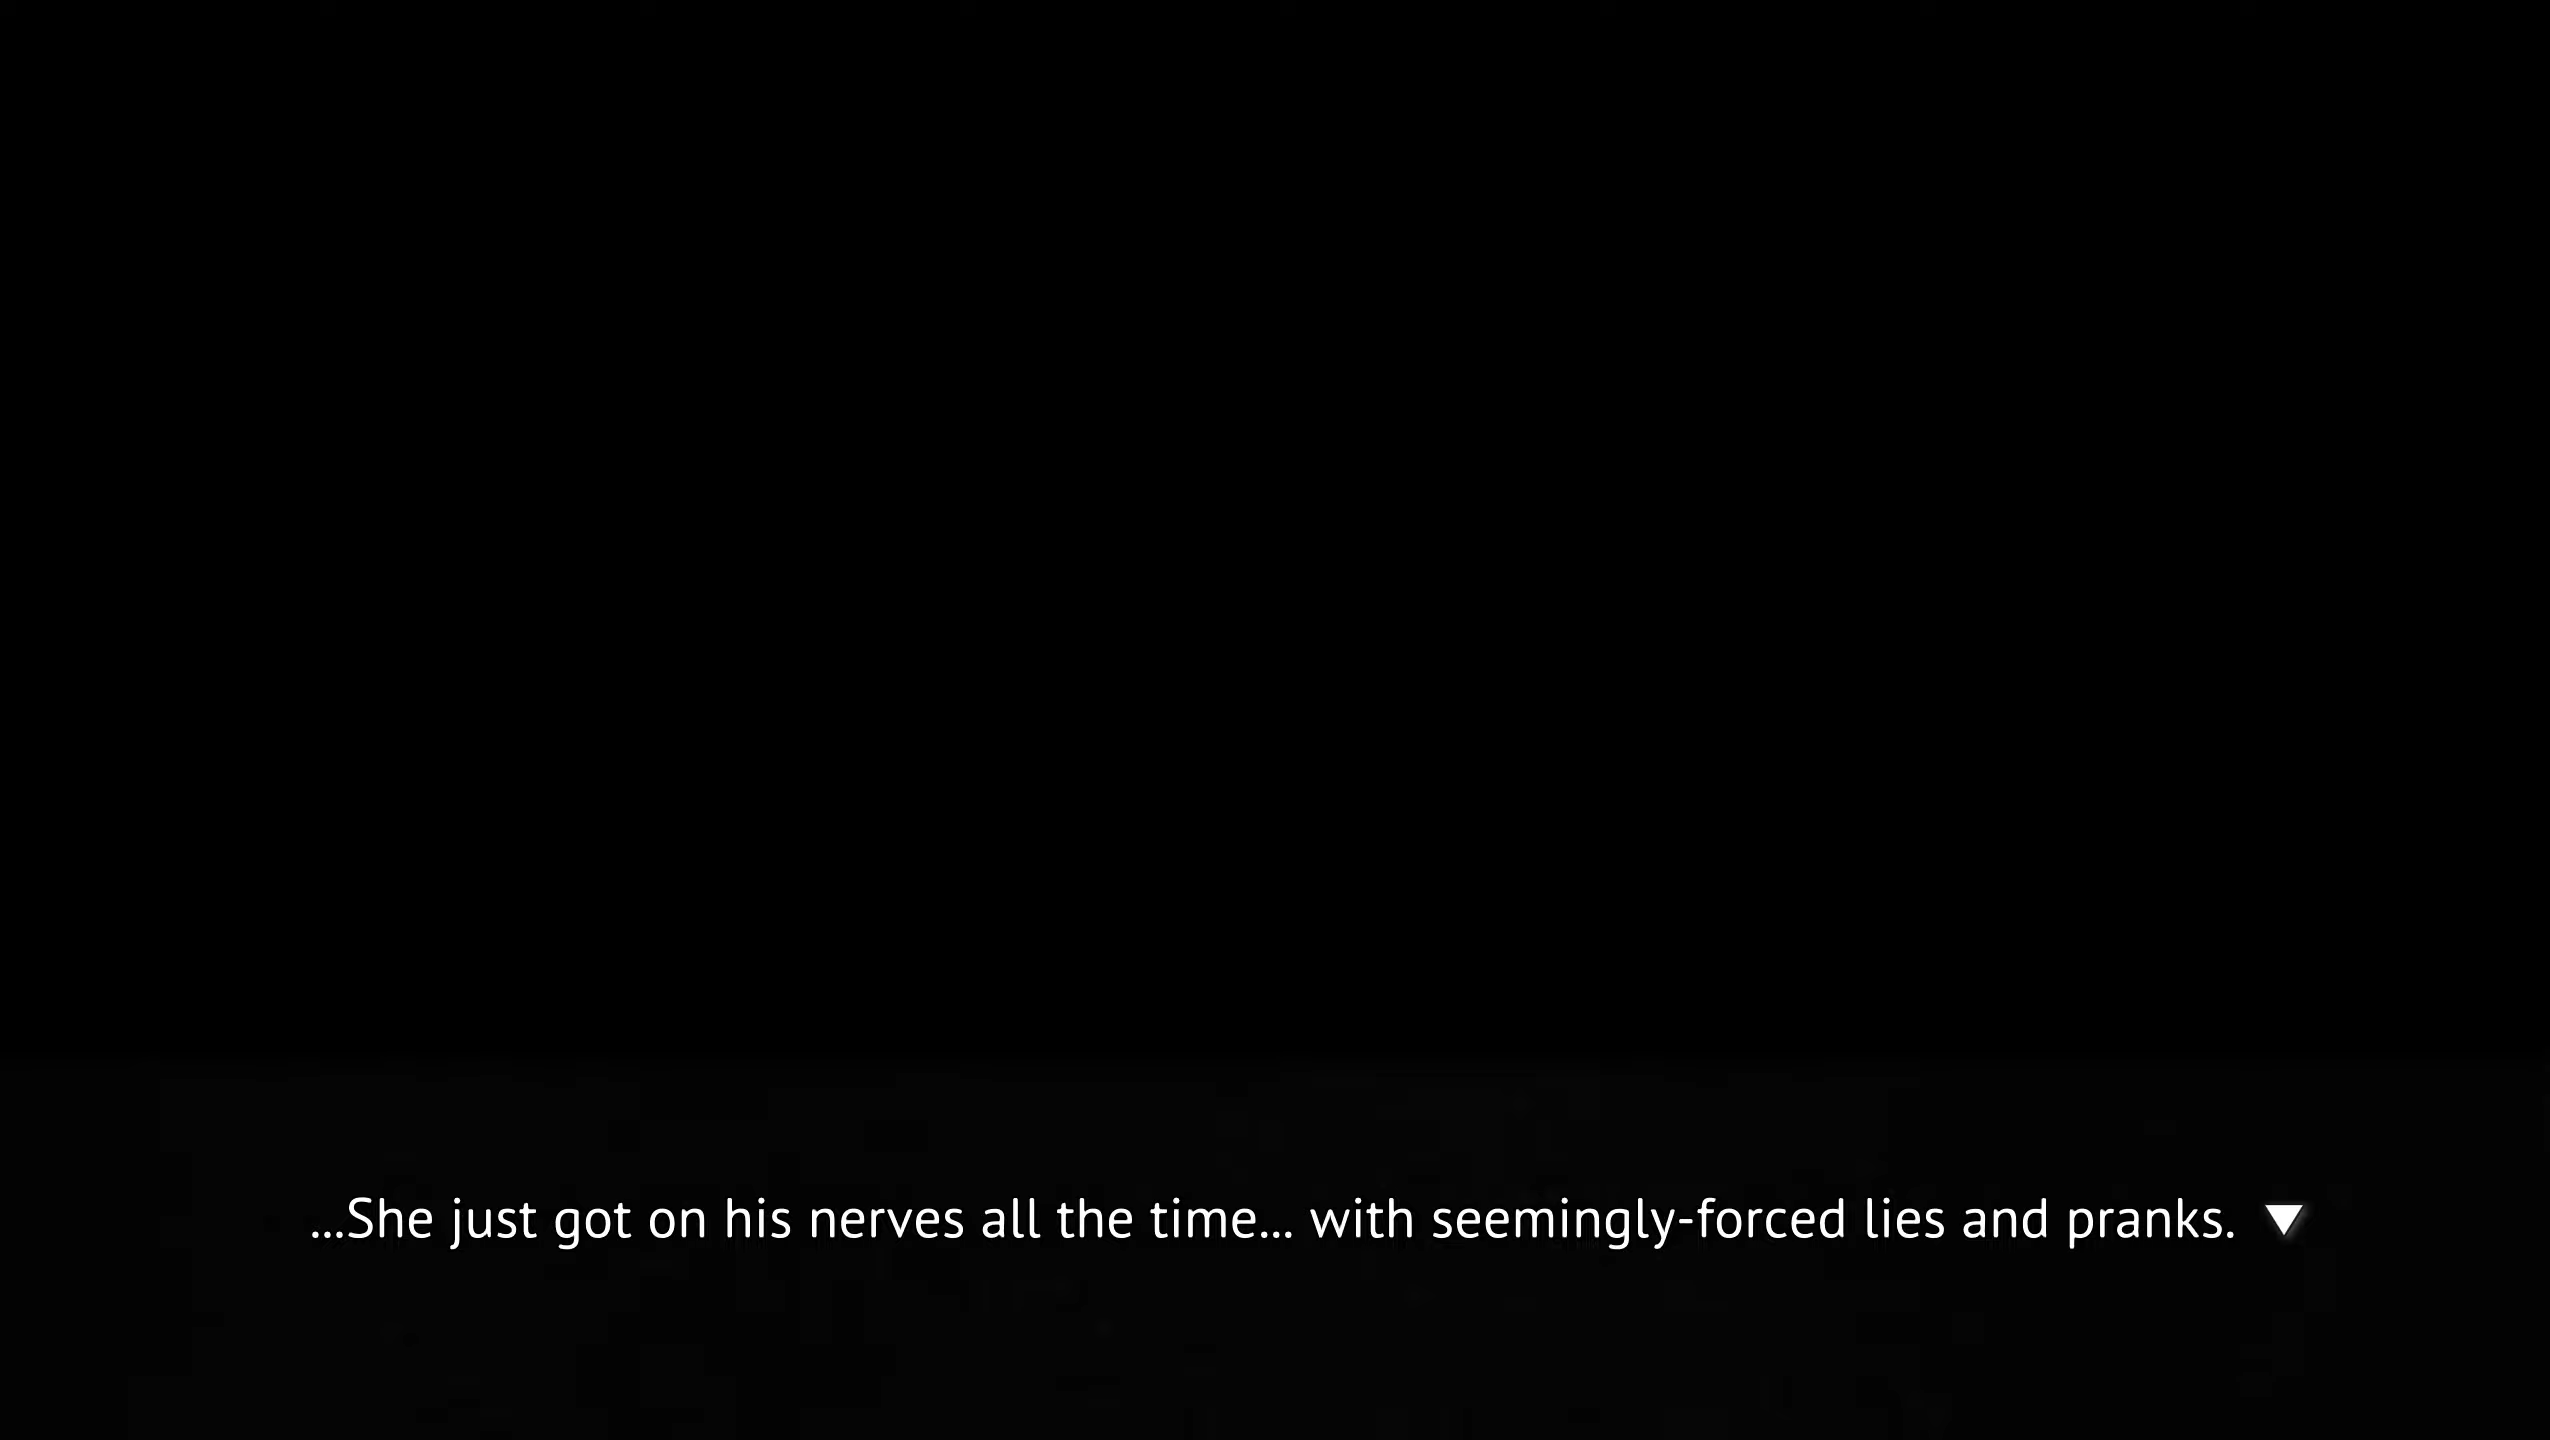 ...She just got on his nerves all the time... with seemingly-forced lies and pranks.